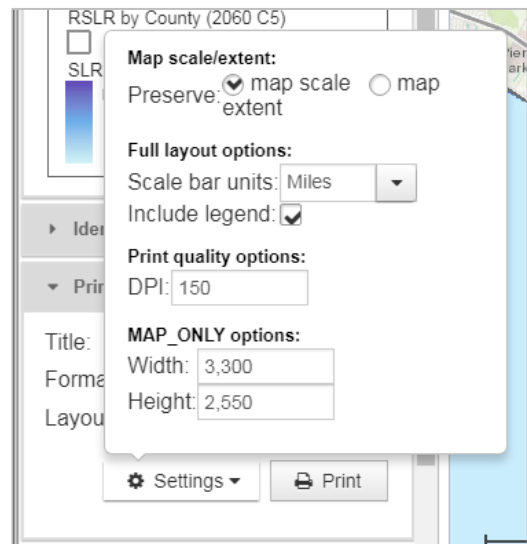 RSLR by County (2060 C5)
SLR
Map scale/extent:
Preserve: map scale map
extent
Full layout options:
Scale bar units: Miles
Include legend:
Print quality options:
DPI: 150
MAP_ONLY options:
Width: 3,300
Height: 2,550
Title:
Settings Print